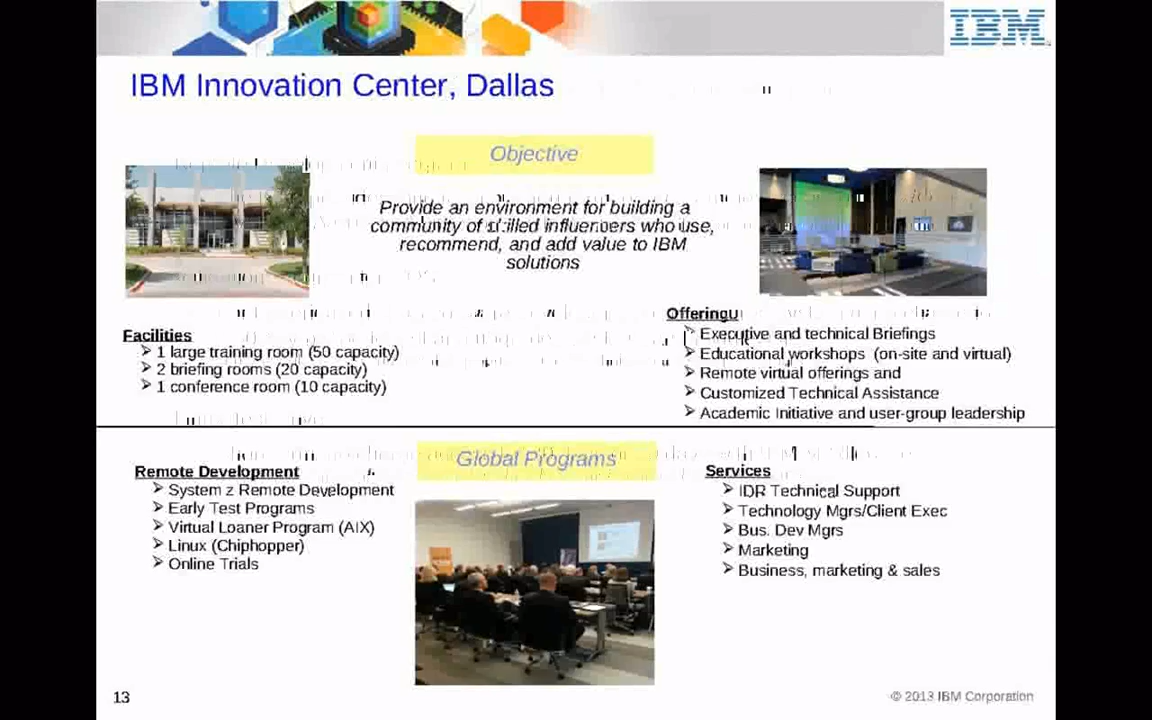 IBM
IBM Innovation Center, Dallas
Objective
Provide an environment for building a
community of skilled influencers who use,
recommend, and add value to IBM
solutions
Facilities
1 large training room (50 capacity)
2 briefing rooms (20 capacity)
1 conference room (10 capacity)
Offering
Executive and technical Briefings
Educational workshops (on-site and virtual)
Remote virtual offerings and
Customized Technical Assistance
Academic Initiative and user-group leadership
Global Programs
Remote Development
System z Remote Development
Early Test Programs
Virtual Loaner Program (AIX)
Linux (Chiphopper)
Online Trials
Services
IDR Technical Support
Technology Mgrs/Client Exec
Bus. Dev Mgrs
Marketing
Business, marketing & sales
13
© 2013 IBM Corporation